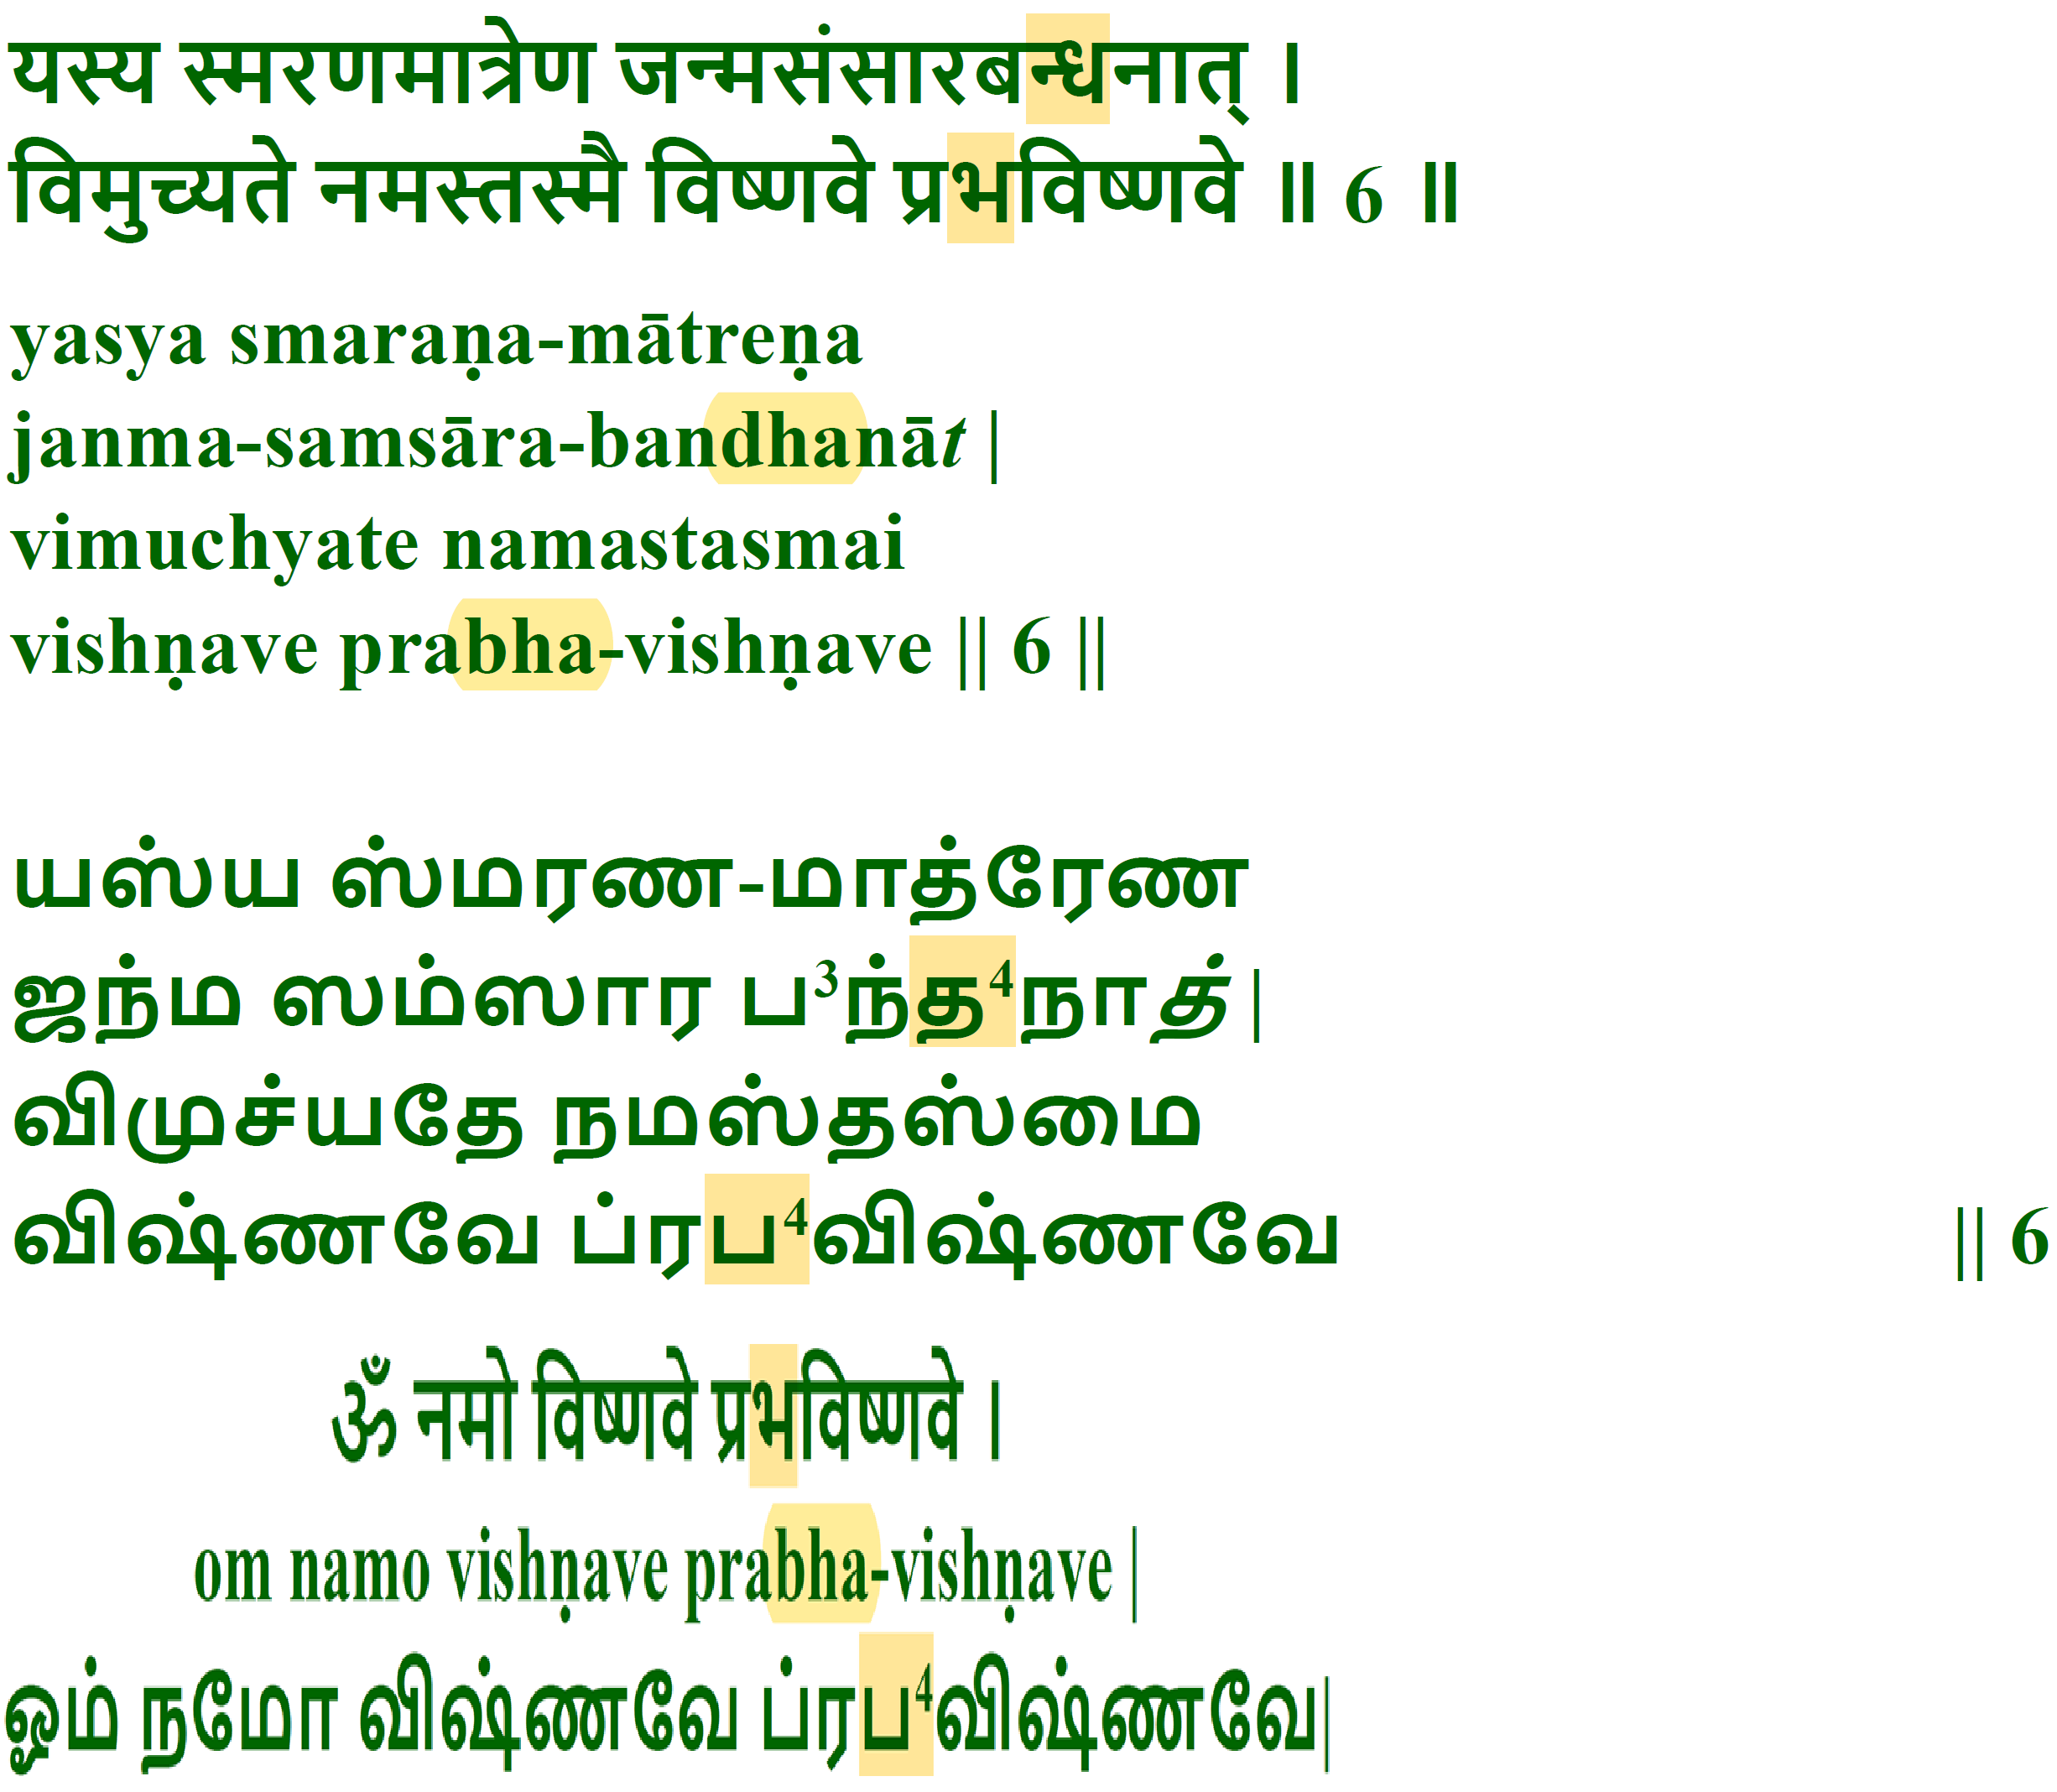 यस्य स्मरणमात्रेण जन्मसंसारबन्धनात् ।
विमुच्यते नमस्तस्मै विष्णवे प्रभविष्णवे ॥ 6 ॥
yasya smaraṇa-mātreṇa
janma-samsāra-bandhanāt |
vimuchyate namastasmai
vishṇave prabha-vishṇave || 6 ||
யஸ்ய ஸ்மரண-மாத்ரேண
ஜந்ம ஸம்ஸார ப³ந்த⁴நாத் |
விமுச்யதே நமஸ்தஸ்மை
விஷ்ணவே ப்ரப⁴விஷ்ணவே || 6
ॐ नमो विष्णवे प्रभविष्णवे ।
om namo vishṇave prabha-vishṇave |
ஓம் நமோ விஷ்ணவே ப்ரப⁴விஷ்ணவே|